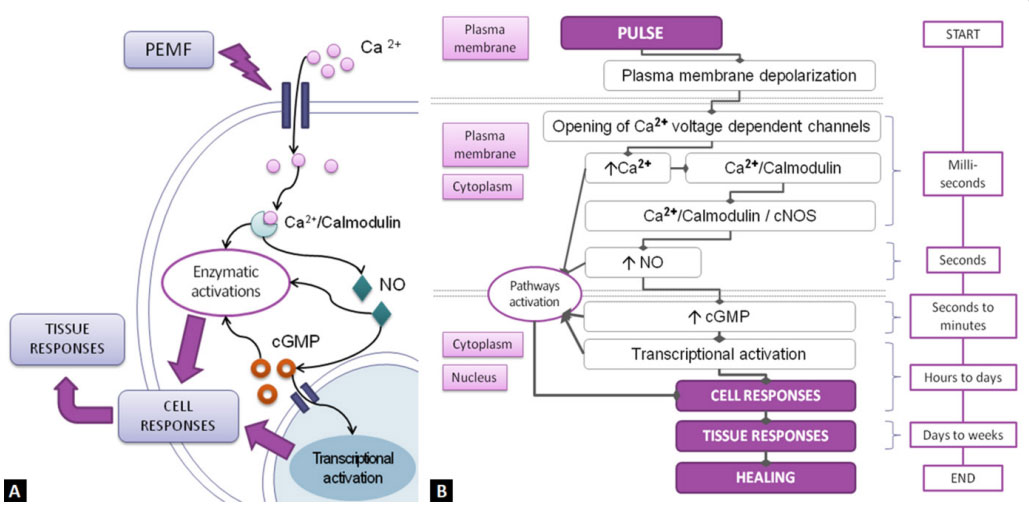 PEMF
Ca 2+
Ca2+/Calmodulin
Enzymatic
activations
NO
cGMP
TISSUE
RESPONSES
CELL
RESPONSES
Transcriptional
activation
A
Plasma
membrane
PULSE
START
Plasma membrane depolarization
Opening of Ca2+ voltage dependent channels
Plasma
membrane
Cytoplasm
↑Ca2+
Ca2+/Calmodulin
Milli-
seconds
Ca2+/Calmodulin / cNOS
↑ NO
Seconds
Pathways
activation
↑ cGMP
Seconds to
minutes
Cytoplasm
Nucleus
Transcriptional activation
Hours to days
CELL RESPONSES
TISSUE RESPONSES
Days to weeks
HEALING
END
B